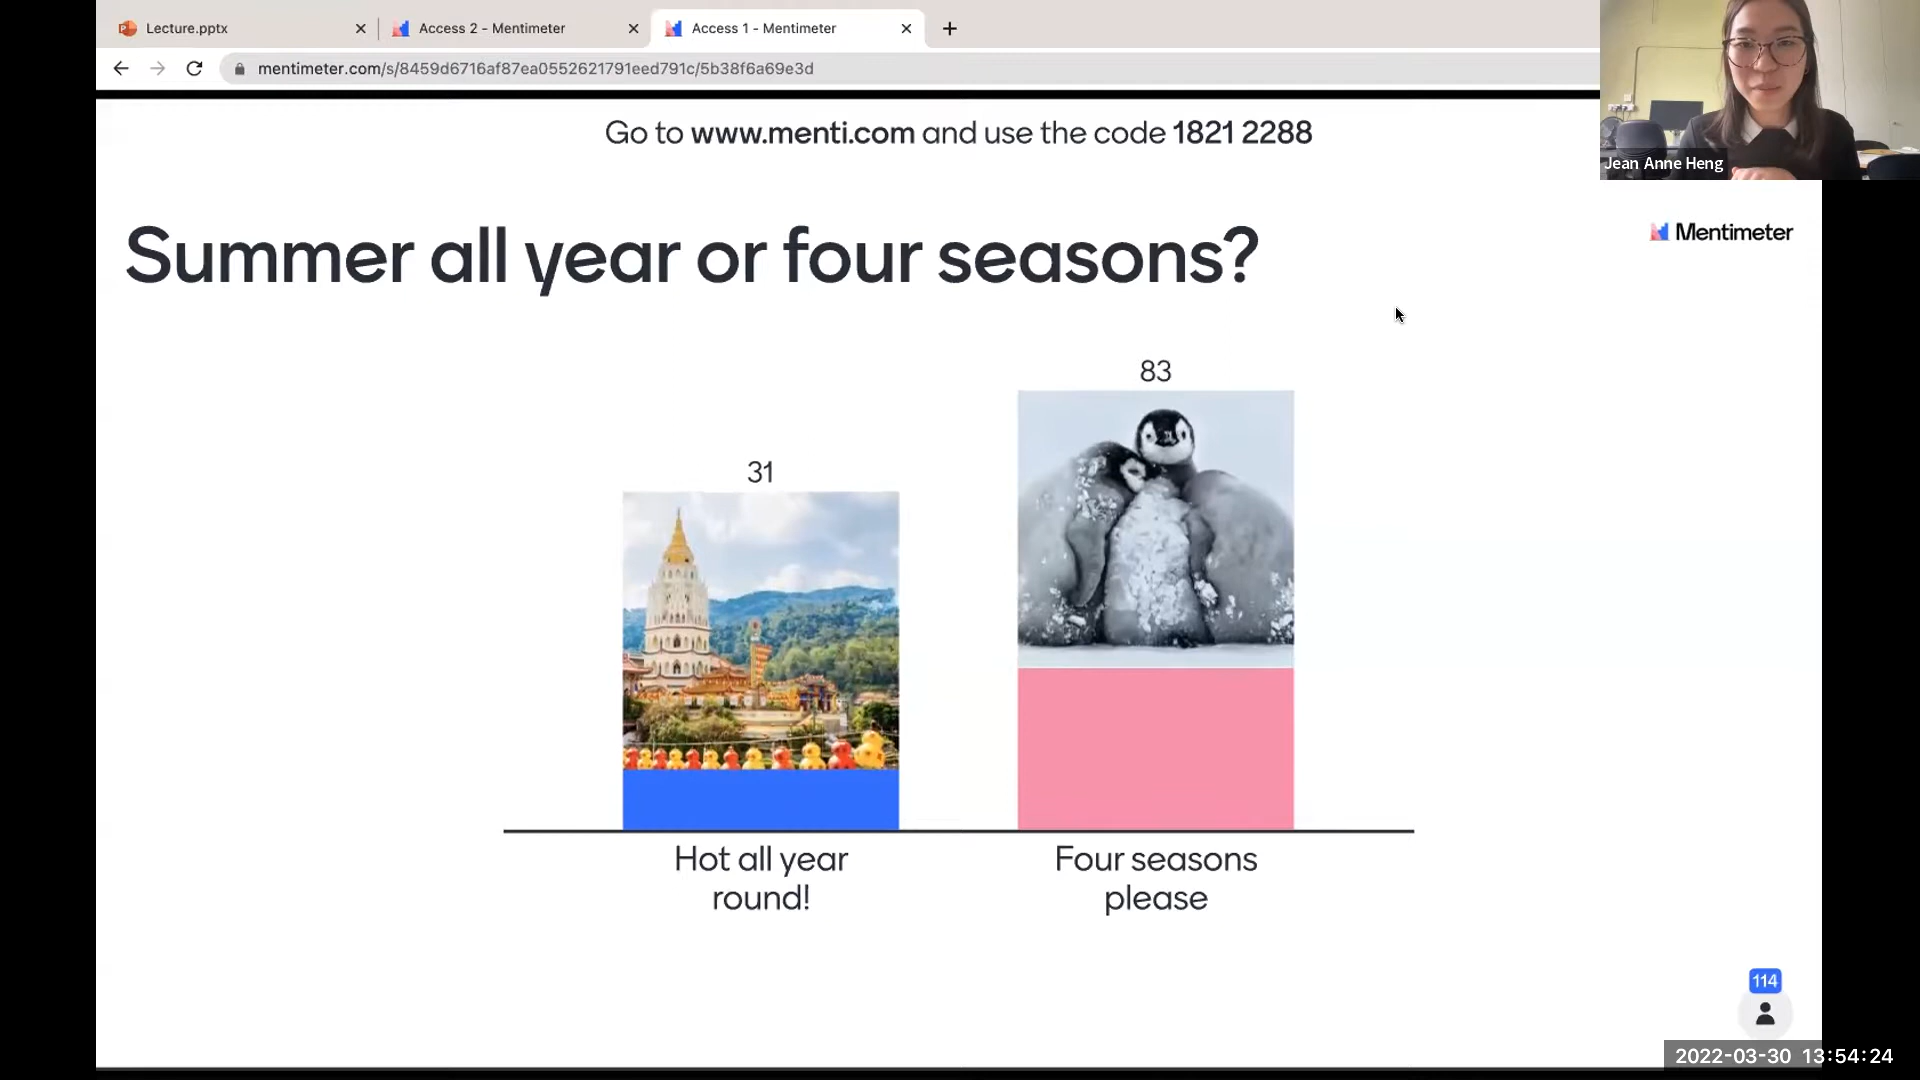 Lecture.pptx
Access 2 - Mentimeter
Access 1 - Mentimeter
mentimeter.com/s/8459d6716af87ea0552621791eed791c/5b38f6a69e3d
Jean Anne Heng
Go to www.menti.com and use the code 1821 2288
Mentimeter
Summer all year or four seasons?
31
83
Hot all year
round!
Four seasons
please
114
2022-03-30 13:54:24